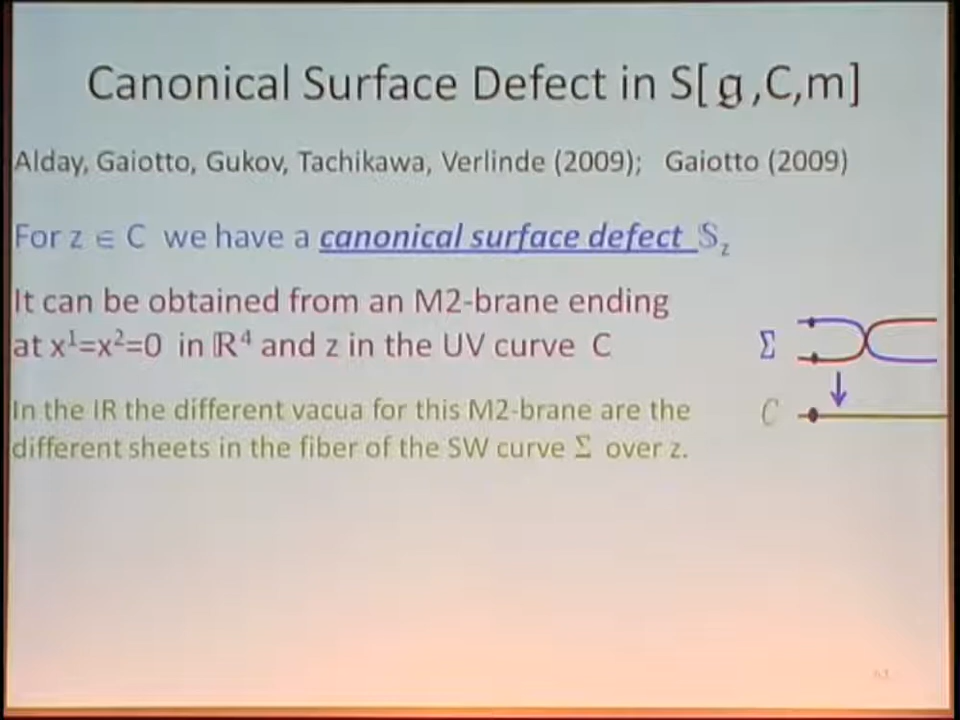 Canonical Surface Defect in S[𝔤,C,m]
Alday, Gaiotto, Gukov, Tachikawa, Verlinde (2009); Gaiotto (2009)
For z ∈ C we have a canonical surface defect 𝕊z
It can be obtained from an M2-brane ending
at x¹=x²=0 in ℝ⁴ and z in the UV curve C
Σ
In the IR the different vacua for this M2-brane are the
different sheets in the fiber of the SW curve Σ over z.
C